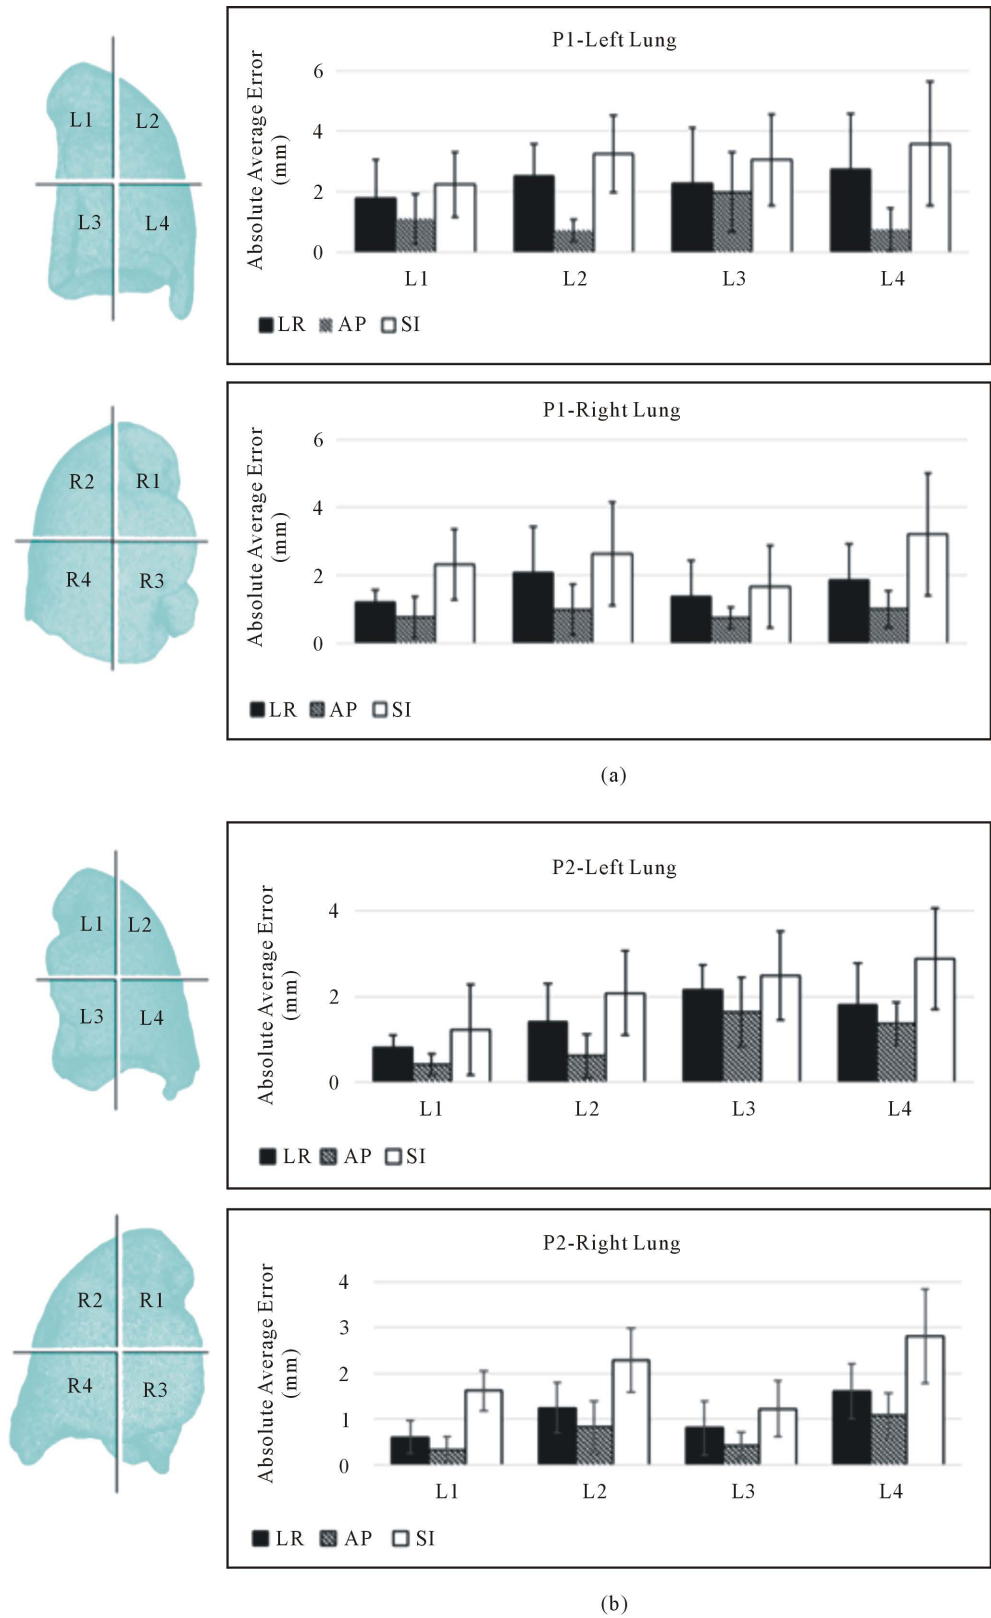 P1-Left Lung
L1 L2
L3 L4
Absolute Average Error
(mm)
6
4
2
0
L1 L2 L3 L4
LR AP SI
P1-Right Lung
R2 R1
R4 R3
Absolute Average Error
(mm)
6
4
2
0
LR AP SI
(a)
P2-Left Lung
L1 L2
L3 L4
Absolute Average Error
(mm)
4
2
0
L1 L2 L3 L4
LR AP SI
P2-Right Lung
R2 R1
R4 R3
Absolute Average Error
(mm)
4
3
2
1
0
L1 L2 L3 L4
LR AP SI
(b)